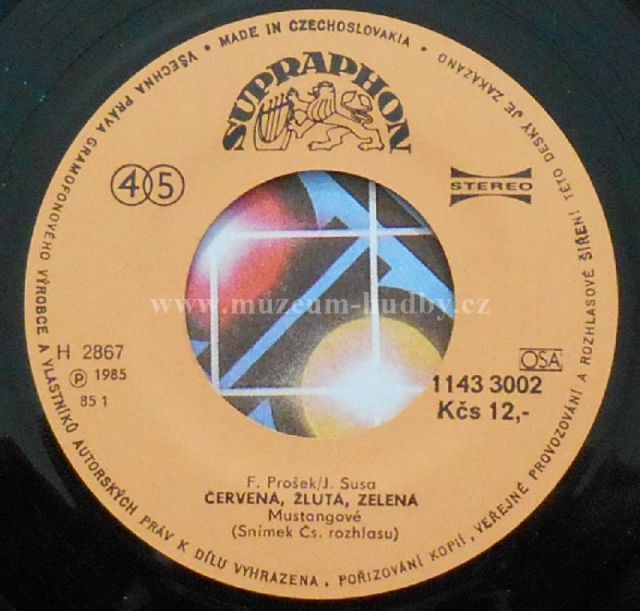 VŠECHNA PRÁVA GRAMOFONOVÉHO VÝROBCE A VLASTNÍKŮ AUTORSKÝCH PRÁV K DÍLU VYHRAZENA. POŘIZOVÁNÍ KOPIÍ, VEŘEJNÉ PROVOZOVÁNÍ A ROZHLASOVÉ ŠÍŘENÍ TÉTO DESKY JE ZAKÁZÁNO • MADE IN CZECHOSLOVAKIA •
SUPRAPHON
45
STEREO
www.muzeum-hudby.cz
H 2867
Ⓟ 1985
85 1
OSA
1143 3002
Kčs 12,-
F. Prošek/J. Susa
ČERVENÁ, ŽLUTÁ, ZELENÁ
Mustangové
(Snímek Čs. rozhlasu)